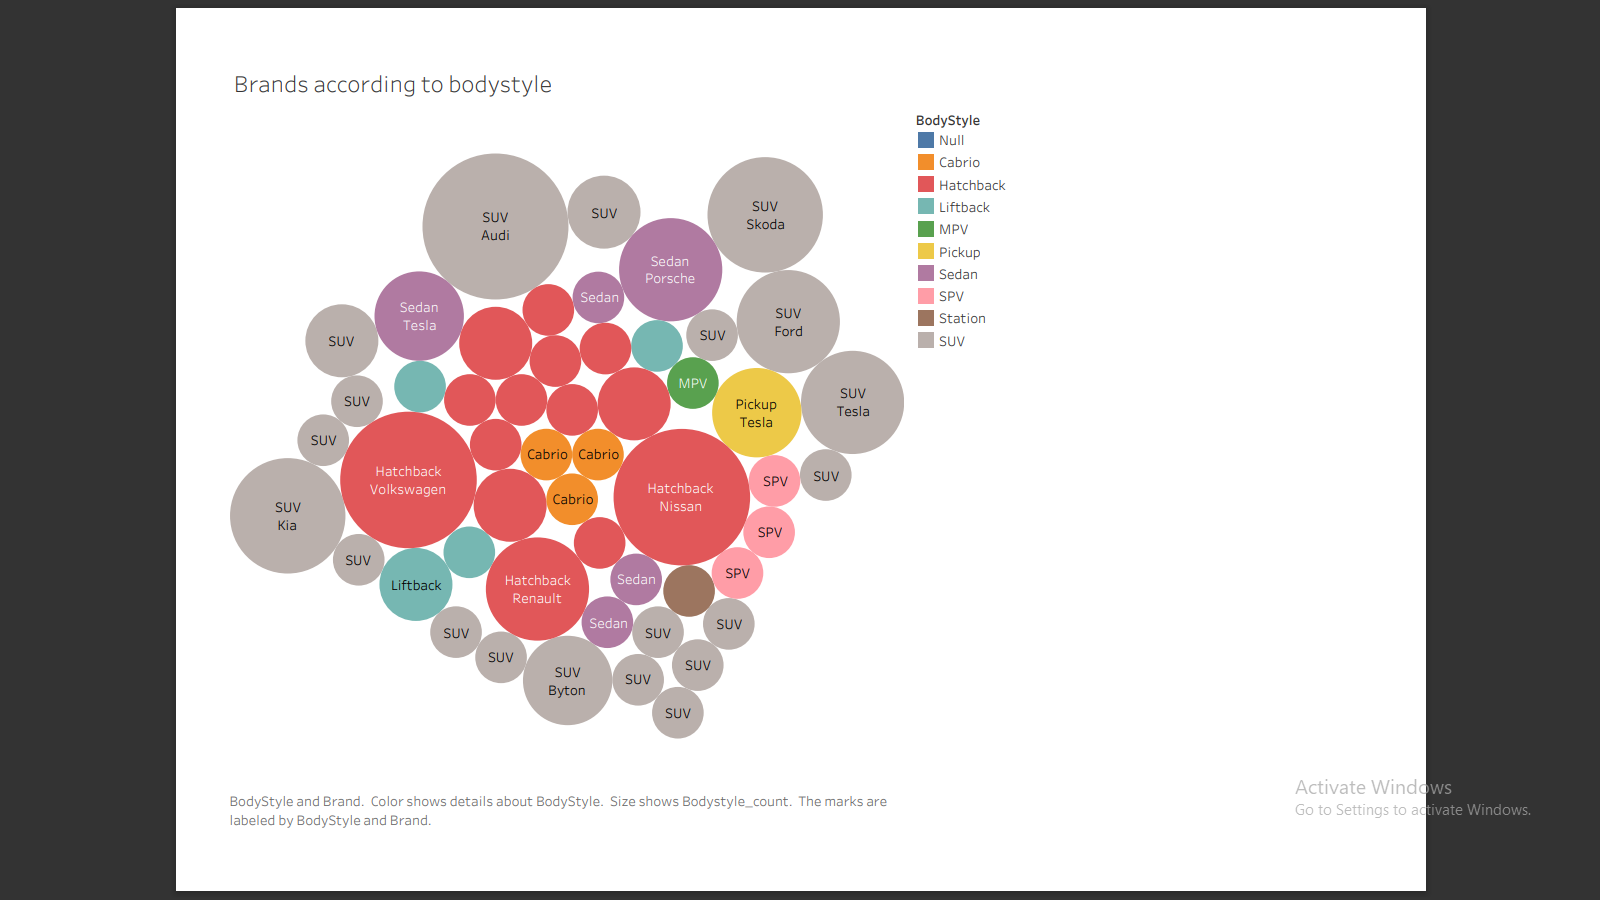 Brands according to bodystyle
BodyStyle
Null
Cabrio
Hatchback
Liftback
MPV
Pickup
Sedan
SPV
Station
SUV
SUV
Audi
SUV
SUV
Skoda
Sedan
Porsche
Sedan
Sedan
Tesla
SUV
Ford
SUV
SUV
MPV
SUV
Pickup
Tesla
SUV
Tesla
SUV
Cabrio
Cabrio
Hatchback
Volkswagen
SUV
SPV
Hatchback
Nissan
Cabrio
SUV
Kia
SPV
SUV
SPV
Sedan
Liftback
Hatchback
Renault
Sedan
SUV
SUV
SUV
SUV
SUV
SUV
Byton
SUV
SUV
BodyStyle and Brand. Color shows details about BodyStyle. Size shows Bodystyle_count. The marks are
labeled by BodyStyle and Brand.
Activate Windows
Go to Settings to activate Windows.